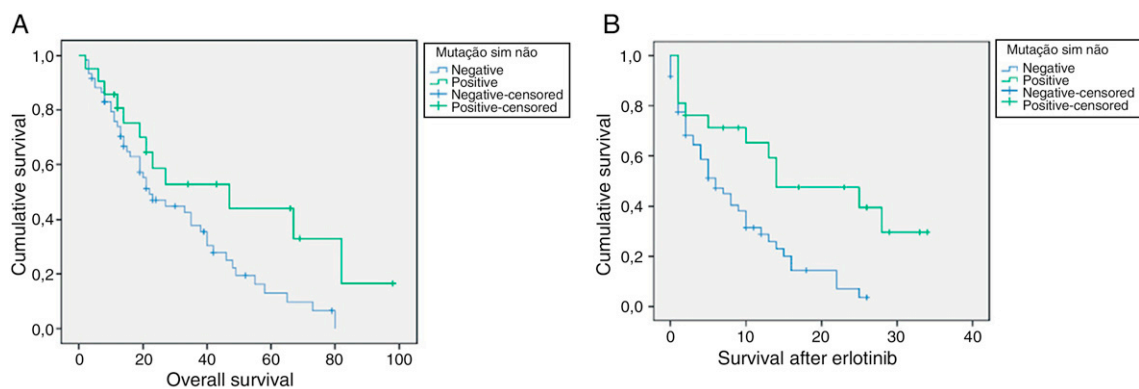 A
Cumulative survival
1,0
0,8
0,6
0,4
0,2
0,0
0
20
40
60
80
100
Overall survival
Mutação sim não
Negative
Positive
Negative-censored
Positive-censored
B
Cumulative survival
1,0
0,8
0,6
0,4
0,2
0,0
0
10
20
30
40
Survival after erlotinib
Mutação sim não
Negative
Positive
Negative-censored
Positive-censored